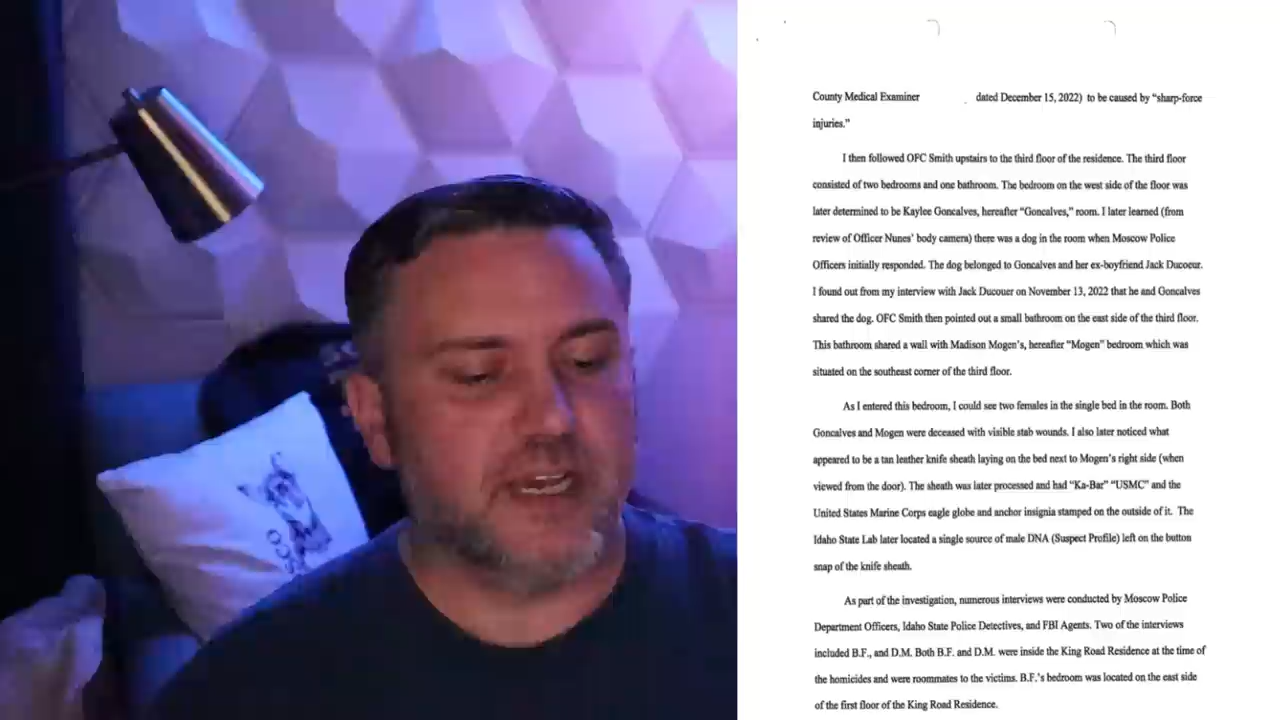 County Medical Examiner dated December 15, 2022) to be caused by “sharp-force
injuries.”
I then followed OFC Smith upstairs to the third floor of the residence. The third floor
consisted of two bedrooms and one bathroom. The bedroom on the west side of the floor was
later determined to be Kaylee Goncalves, hereafter “Goncalves,” room. I later learned (from
review of Officer Nunes’ body camera) there was a dog in the room when Moscow Police
Officers initially responded. The dog belonged to Goncalves and her ex-boyfriend Jack Ducoeur.
I found out from my interview with Jack Ducouer on November 13, 2022 that he and Goncalves
shared the dog. OFC Smith then pointed out a small bathroom on the east side of the third floor.
This bathroom shared a wall with Madison Mogen’s, hereafter “Mogen” bedroom which was
situated on the southeast corner of the third floor.
As I entered this bedroom, I could see two females in the single bed in the room. Both
Goncalves and Mogen were deceased with visible stab wounds. I also later noticed what
appeared to be a tan leather knife sheath laying on the bed next to Mogen’s right side (when
viewed from the door). The sheath was later processed and had “Ka-Bar” “USMC” and the
United States Marine Corps eagle globe and anchor insignia stamped on the outside of it. The
Idaho State Lab later located a single source of male DNA (Suspect Profile) left on the button
snap of the knife sheath.
As part of the investigation, numerous interviews were conducted by Moscow Police
Department Officers, Idaho State Police Detectives, and FBI Agents. Two of the interviews
included B.F., and D.M. Both B.F. and D.M. were inside the King Road Residence at the time of
the homicides and were roommates to the victims. B.F.’s bedroom was located on the east side
of the first floor of the King Road Residence.